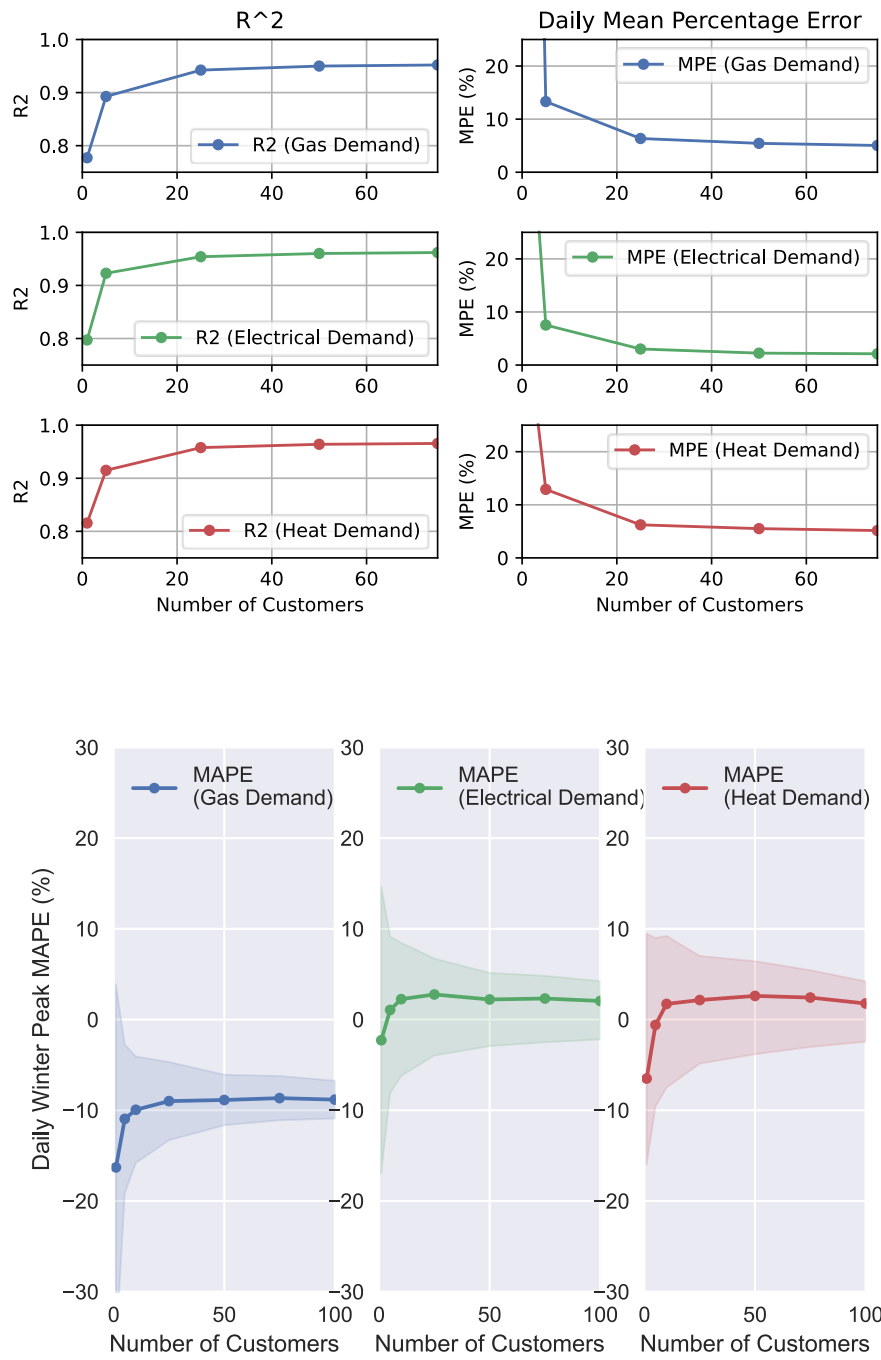 R^2
Daily Mean Percentage Error
1.0
0.9
0.8
R2
R2 (Gas Demand)
0 20 40 60
20
10
0
MPE (%)
MPE (Gas Demand)
0 20 40 60
1.0
0.9
0.8
R2
R2 (Electrical Demand)
0 20 40 60
20
10
0
MPE (%)
MPE (Electrical Demand)
0 20 40 60
1.0
0.9
0.8
R2
R2 (Heat Demand)
0 20 40 60
Number of Customers
20
10
0
MPE (%)
MPE (Heat Demand)
0 20 40 60
Number of Customers
Daily Winter Peak MAPE (%)
30
20
10
0
−10
−20
−30
MAPE
(Gas Demand)
0 50 100
Number of Customers
30
20
10
0
−10
−20
−30
MAPE
(Electrical Demand)
0 50 100
Number of Customers
30
20
10
0
−10
−20
−30
MAPE
(Heat Demand)
0 50 100
Number of Customers